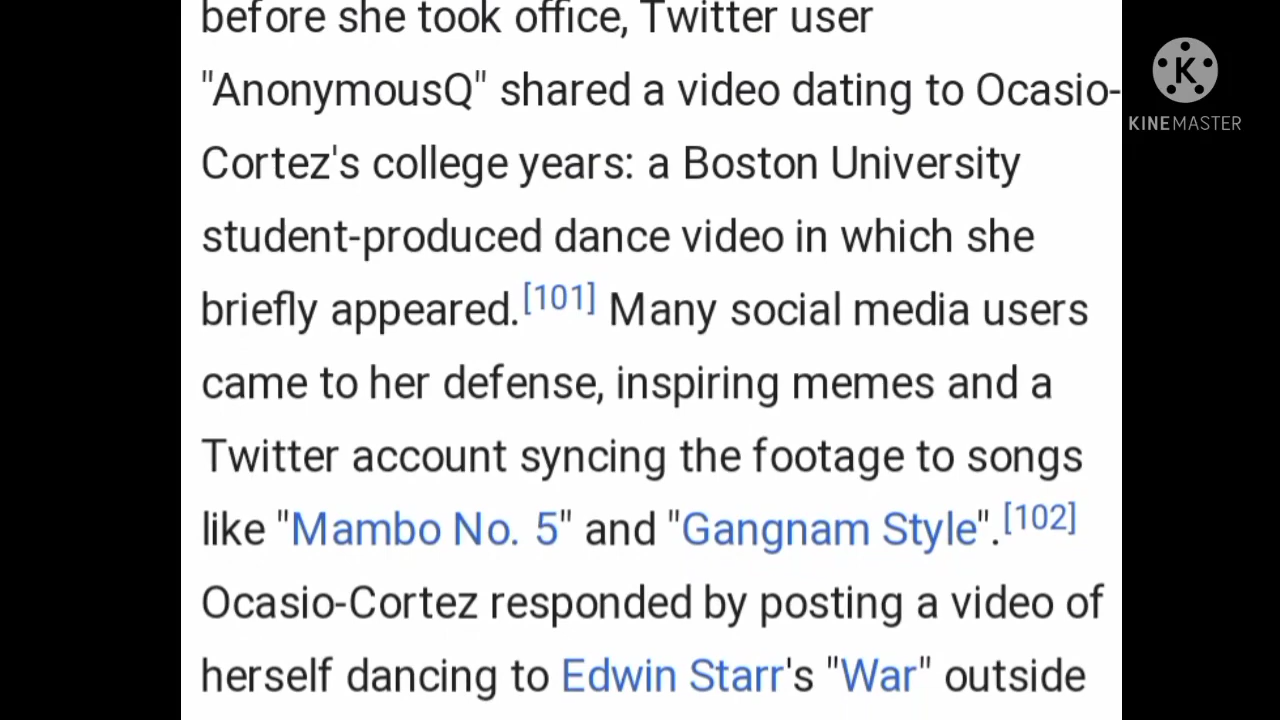 before she took office, Twitter user
"AnonymousQ" shared a video dating to Ocasio-
Cortez's college years: a Boston University
student-produced dance video in which she
briefly appeared.[101] Many social media users
came to her defense, inspiring memes and a
Twitter account syncing the footage to songs
like "Mambo No. 5" and "Gangnam Style".[102]
Ocasio-Cortez responded by posting a video of
herself dancing to Edwin Starr's "War" outside
K
KINEMASTER